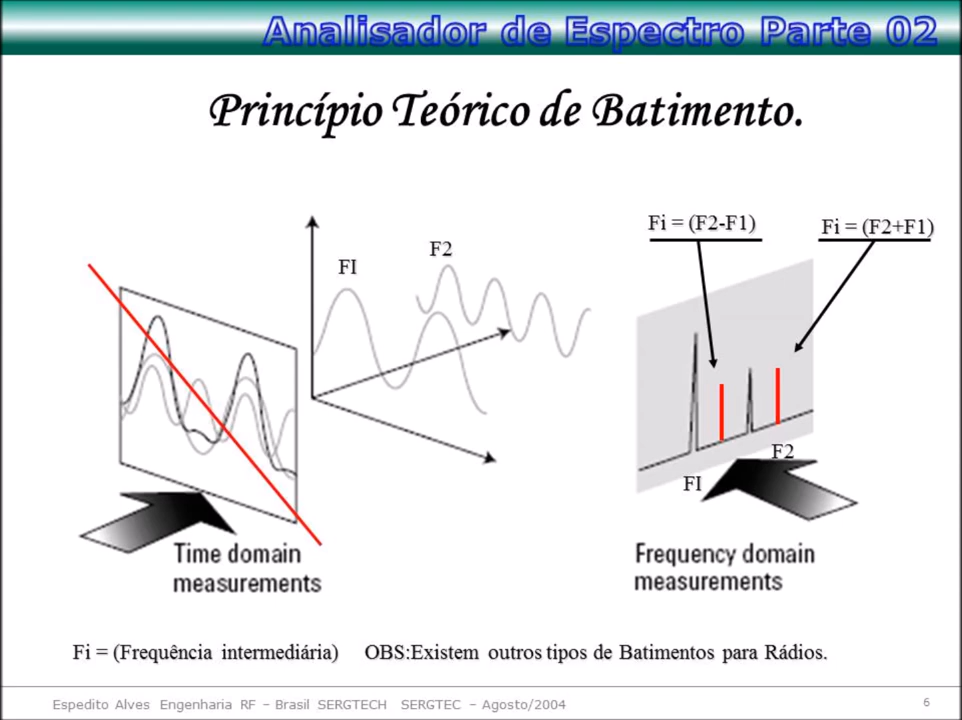 Analisador de Espectro Parte 02
Princípio Teórico de Batimento.
Fi = (F2-F1)
Fi = (F2+F1)
FI
F2
F2
FI
Time domain
measurements
Frequency domain
measurements
Fi = (Frequência intermediária) OBS:Existem outros tipos de Batimentos para Rádios.
Espedito Alves Engenharia RF – Brasil SERGTECH SERGTEC – Agosto/2004
6